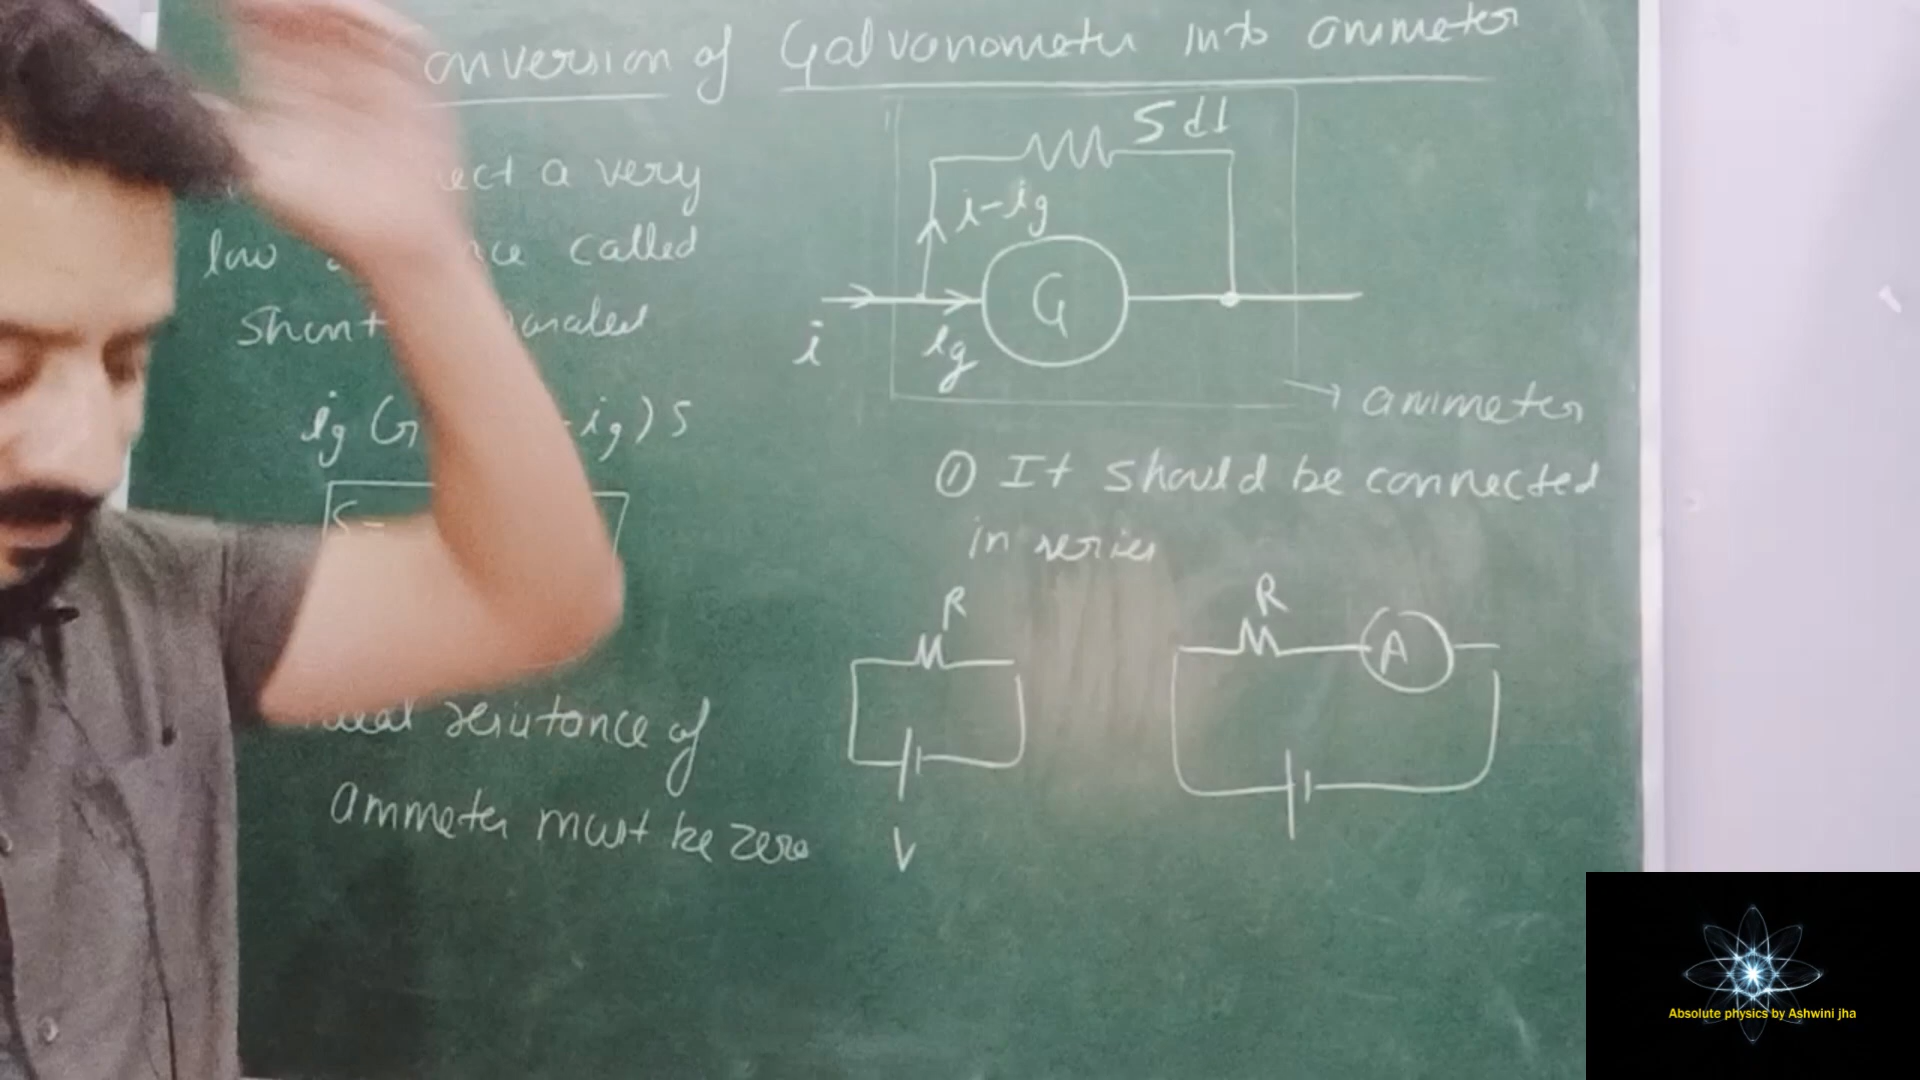 onversion of Galvanometer into ammeter
ect a very
low ce called
Shunt
ig G -ig) S
S=
resistance of
ammeter must be zero
S <<1
i-ig
G
i
ig
→ ammeter
① It should be connected
in series
R
V
R
A
Absolute physics by Ashwini jha